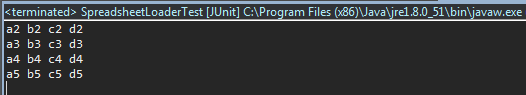 <terminated> SpreadsheetLoaderTest [JUnit] C:\Program Files (x86)\Java\jre1.8.0_51\bin\javaw.exe
a2 b2 c2 d2
a3 b3 c3 d3
a4 b4 c4 d4
a5 b5 c5 d5